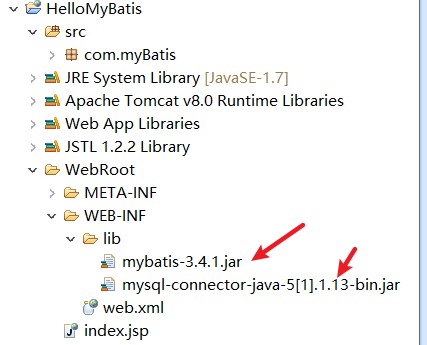 HelloMyBatis
src
com.myBatis
JRE System Library [JavaSE-1.7]
Apache Tomcat v8.0 Runtime Libraries
Web App Libraries
JSTL 1.2.2 Library
WebRoot
META-INF
WEB-INF
lib
mybatis-3.4.1.jar
mysql-connector-java-5[1].1.13-bin.jar
web.xml
index.jsp